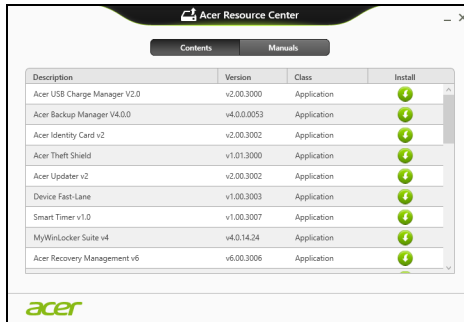 Acer Resource Center
Contents Manuals
Description Version Class Install
Acer USB Charge Manager V2.0 v2.00.3000 Application
Acer Backup Manager V4.0.0 v4.0.0.0053 Application
Acer Identity Card v2 v2.00.3002 Application
Acer Theft Shield v1.01.3000 Application
Acer Updater v2 v2.00.3002 Application
Device Fast-Lane v1.00.3003 Application
Smart Timer v1.0 v1.00.3007 Application
MyWinLocker Suite v4 v4.0.14.24 Application
Acer Recovery Management v6 v6.00.3006 Application
acer